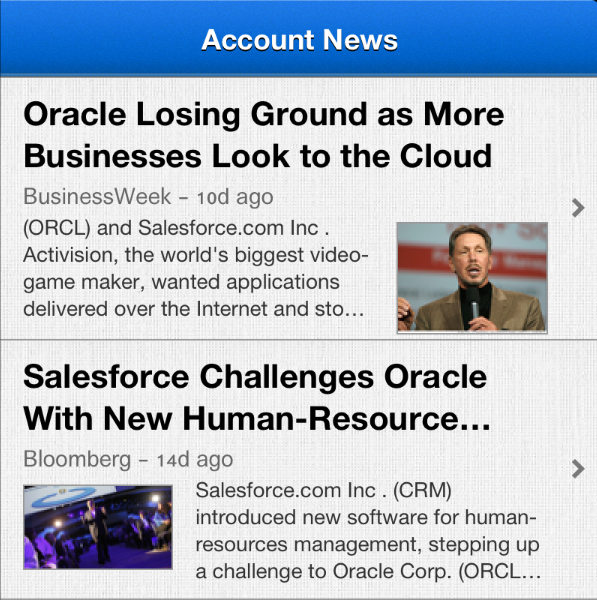 Account News
Oracle Losing Ground as More
Businesses Look to the Cloud
BusinessWeek – 10d ago
(ORCL) and Salesforce.com Inc .
Activision, the world's biggest video-
game maker, wanted applications
delivered over the Internet and sto…
Salesforce Challenges Oracle
With New Human-Resource…
Bloomberg – 14d ago
Salesforce.com Inc . (CRM)
introduced new software for human-
resources management, stepping up
a challenge to Oracle Corp. (ORCL…